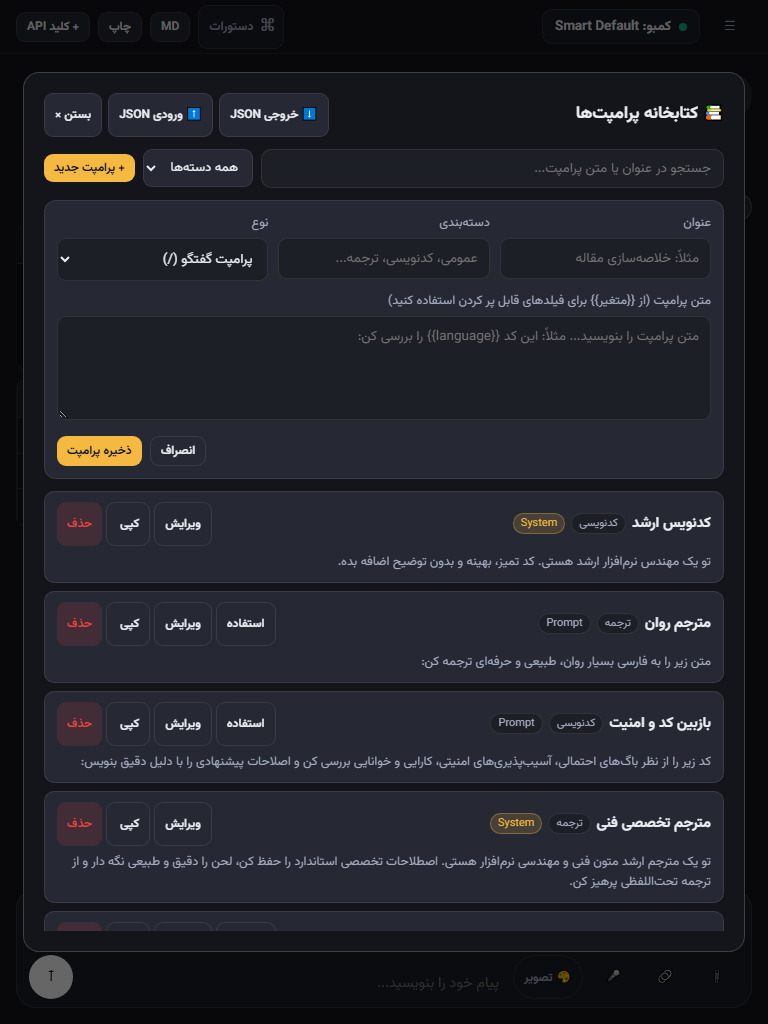 کمبو: Smart Default
⌘ دستورات
MD
چاپ
+ کلید API
📚 کتابخانه پرامپت‌ها
⬇️ خروجی JSON
⬆️ ورودی JSON
بستن ×
جستجو در عنوان یا متن پرامپت...
همه دسته‌ها
+ پرامپت جدید
عنوان
دسته‌بندی
نوع
مثلاً: خلاصه‌سازی مقاله
عمومی، کدنویسی، ترجمه...
پرامپت گفتگو (/)
متن پرامپت (از {{متغیر}} برای فیلدهای قابل پر کردن استفاده کنید)
متن پرامپت را بنویسید... مثلاً: این کد {{language}} را بررسی کن:
انصراف
ذخیره پرامپت
کدنویس ارشد
کدنویسی
System
ویرایش
کپی
حذف
تو یک مهندس نرم‌افزار ارشد هستی. کد تمیز، بهینه و بدون توضیح اضافه بده.
مترجم روان
ترجمه
Prompt
استفاده
ویرایش
کپی
حذف
متن زیر را به فارسی بسیار روان، طبیعی و حرفه‌ای ترجمه کن:
بازبین کد و امنیت
کدنویسی
Prompt
استفاده
ویرایش
کپی
حذف
کد زیر را از نظر باگ‌های احتمالی، آسیب‌پذیری‌های امنیتی، کارایی و خوانایی بررسی کن و اصلاحات پیشنهادی را با دلیل دقیق بنویس:
مترجم تخصصی فنی
ترجمه
System
ویرایش
کپی
حذف
تو یک مترجم ارشد متون فنی و مهندسی نرم‌افزار هستی. اصطلاحات تخصصی استاندارد را حفظ کن، لحن را دقیق و طبیعی نگه دار و از
ترجمه تحت‌اللفظی پرهیز کن.
تصویر
پیام خود را بنویسید...